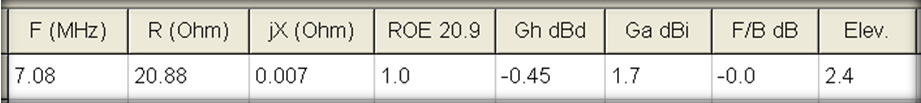 F (MHz) R (Ohm) jX (Ohm) ROE 20.9 Gh dBd Ga dBi F/B dB Elev.
7.08 20.88 0.007 1.0 -0.45 1.7 -0.0 2.4